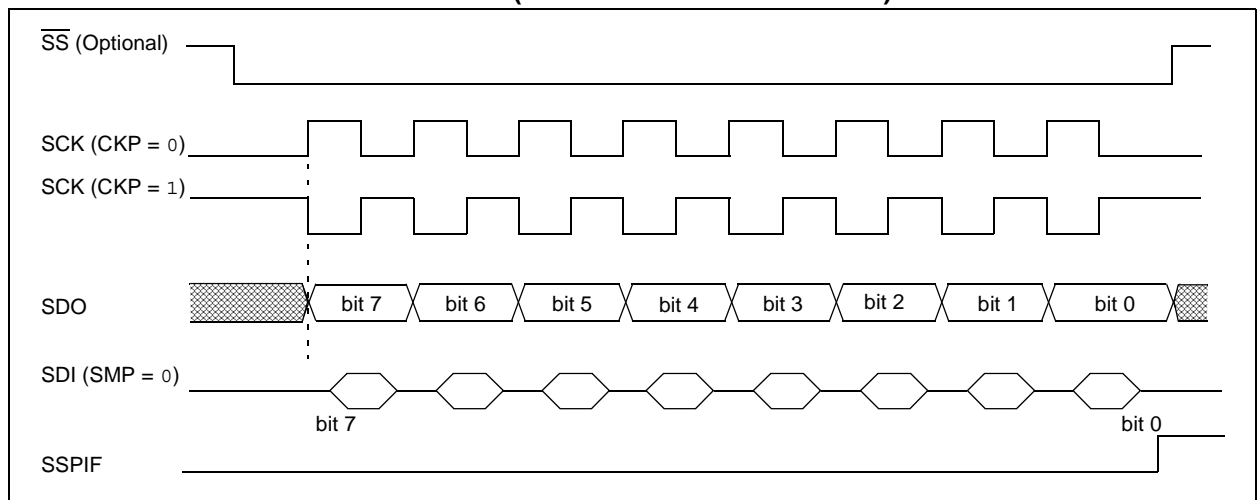 SS (Optional)
SCK (CKP = 0)
SCK (CKP = 1)
SDO
bit 7 bit 6 bit 5 bit 4 bit 3 bit 2 bit 1 bit 0
SDI (SMP = 0)
bit 7 bit 0
SSPIF